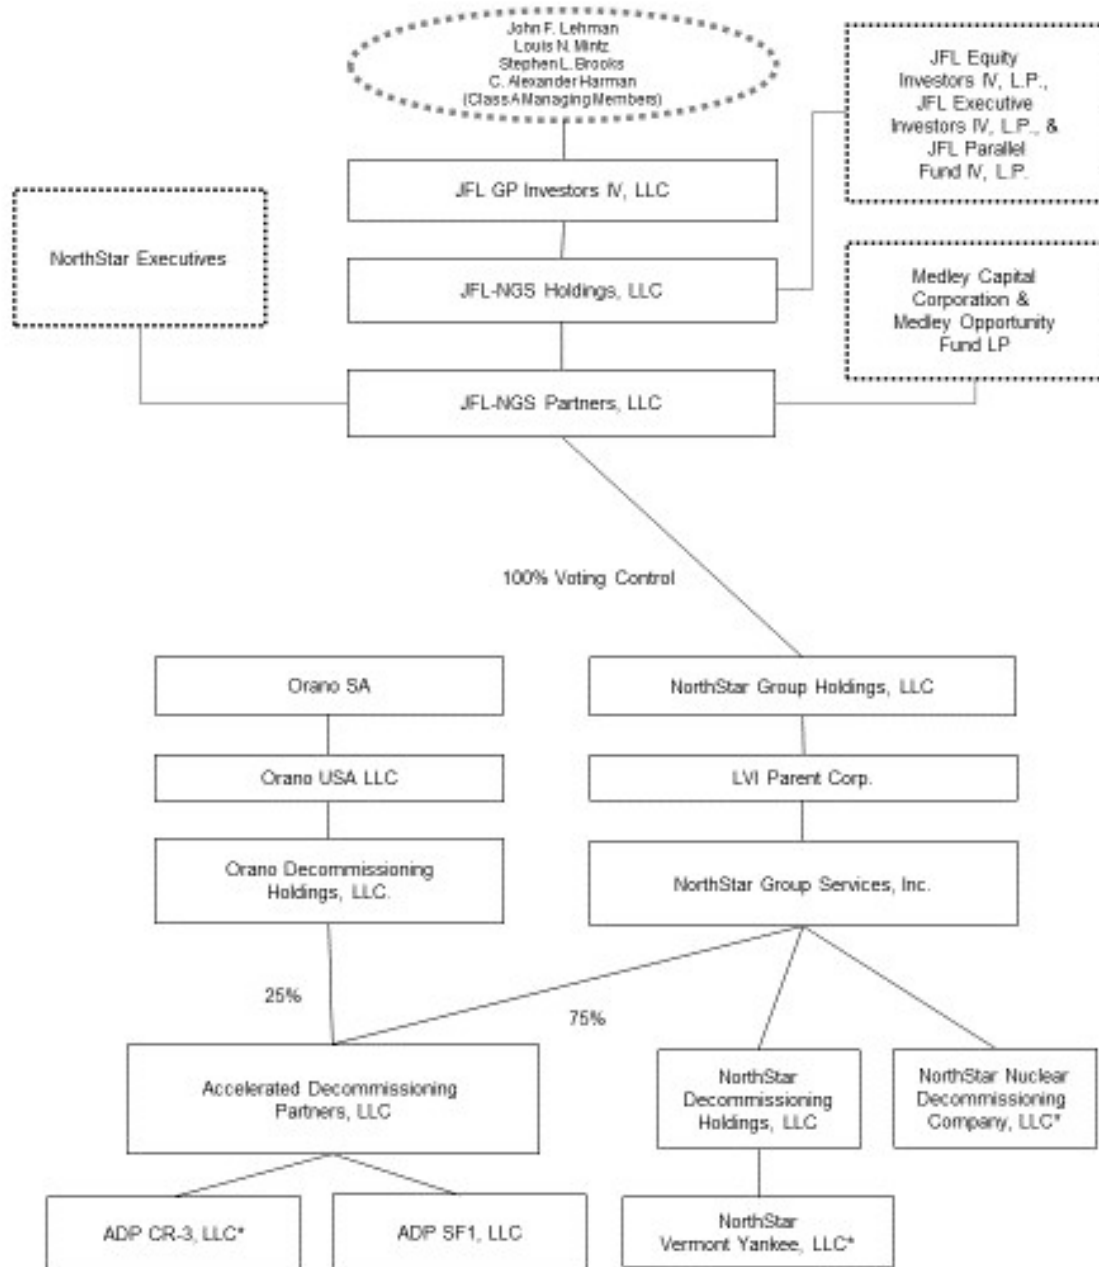 John F. Lehman
Louis N. Mintz
Stephen L. Brooks
C. Alexander Harman
(Class A Managing Members)
JFL Equity
Investors IV, L.P.,
JFL Executive
Investors IV, L.P., &
JFL Parallel
Fund IV, L.P.
JFL GP Investors IV, LLC
NorthStar Executives
JFL-NGS Holdings, LLC
Medley Capital
Corporation &
Medley Opportunity
Fund LP
JFL-NGS Partners, LLC
100% Voting Control
Orano SA
NorthStar Group Holdings, LLC
Orano USA LLC
LVI Parent Corp.
Orano Decommissioning
Holdings, LLC.
NorthStar Group Services, Inc.
25%
75%
Accelerated Decommissioning
Partners, LLC
NorthStar
Decommissioning
Holdings, LLC
NorthStar Nuclear
Decommissioning
Company, LLC*
ADP CR-3, LLC*
ADP SF1, LLC
NorthStar
Vermont Yankee, LLC*